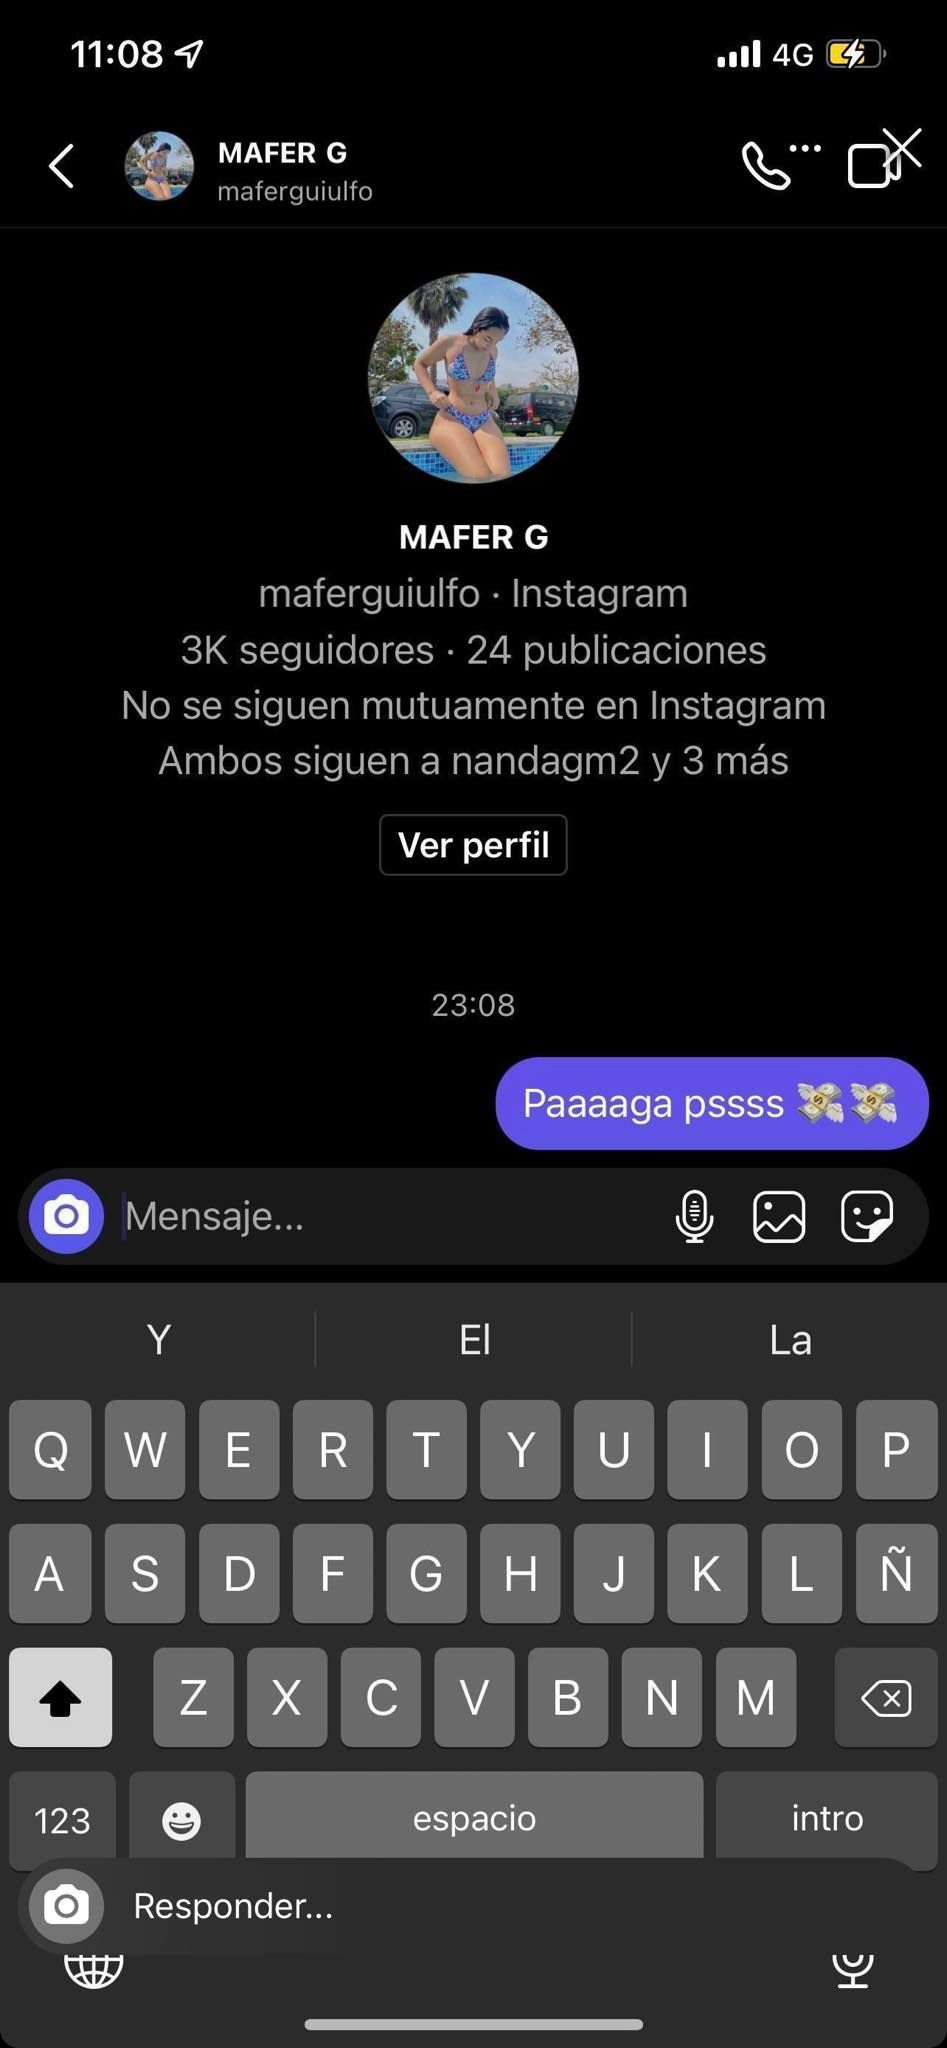 11:08
4G
MAFER G
maferguiulfo
MAFER G
maferguiulfo · Instagram
3K seguidores · 24 publicaciones
No se siguen mutuamente en Instagram
Ambos siguen a nandagm2 y 3 más
Ver perfil
23:08
Paaaaga pssss 💸💸
Mensaje...
Y El La
Q W E R T Y U I O P
A S D F G H J K L Ñ
Z X C V B N M
123 espacio intro
Responder...